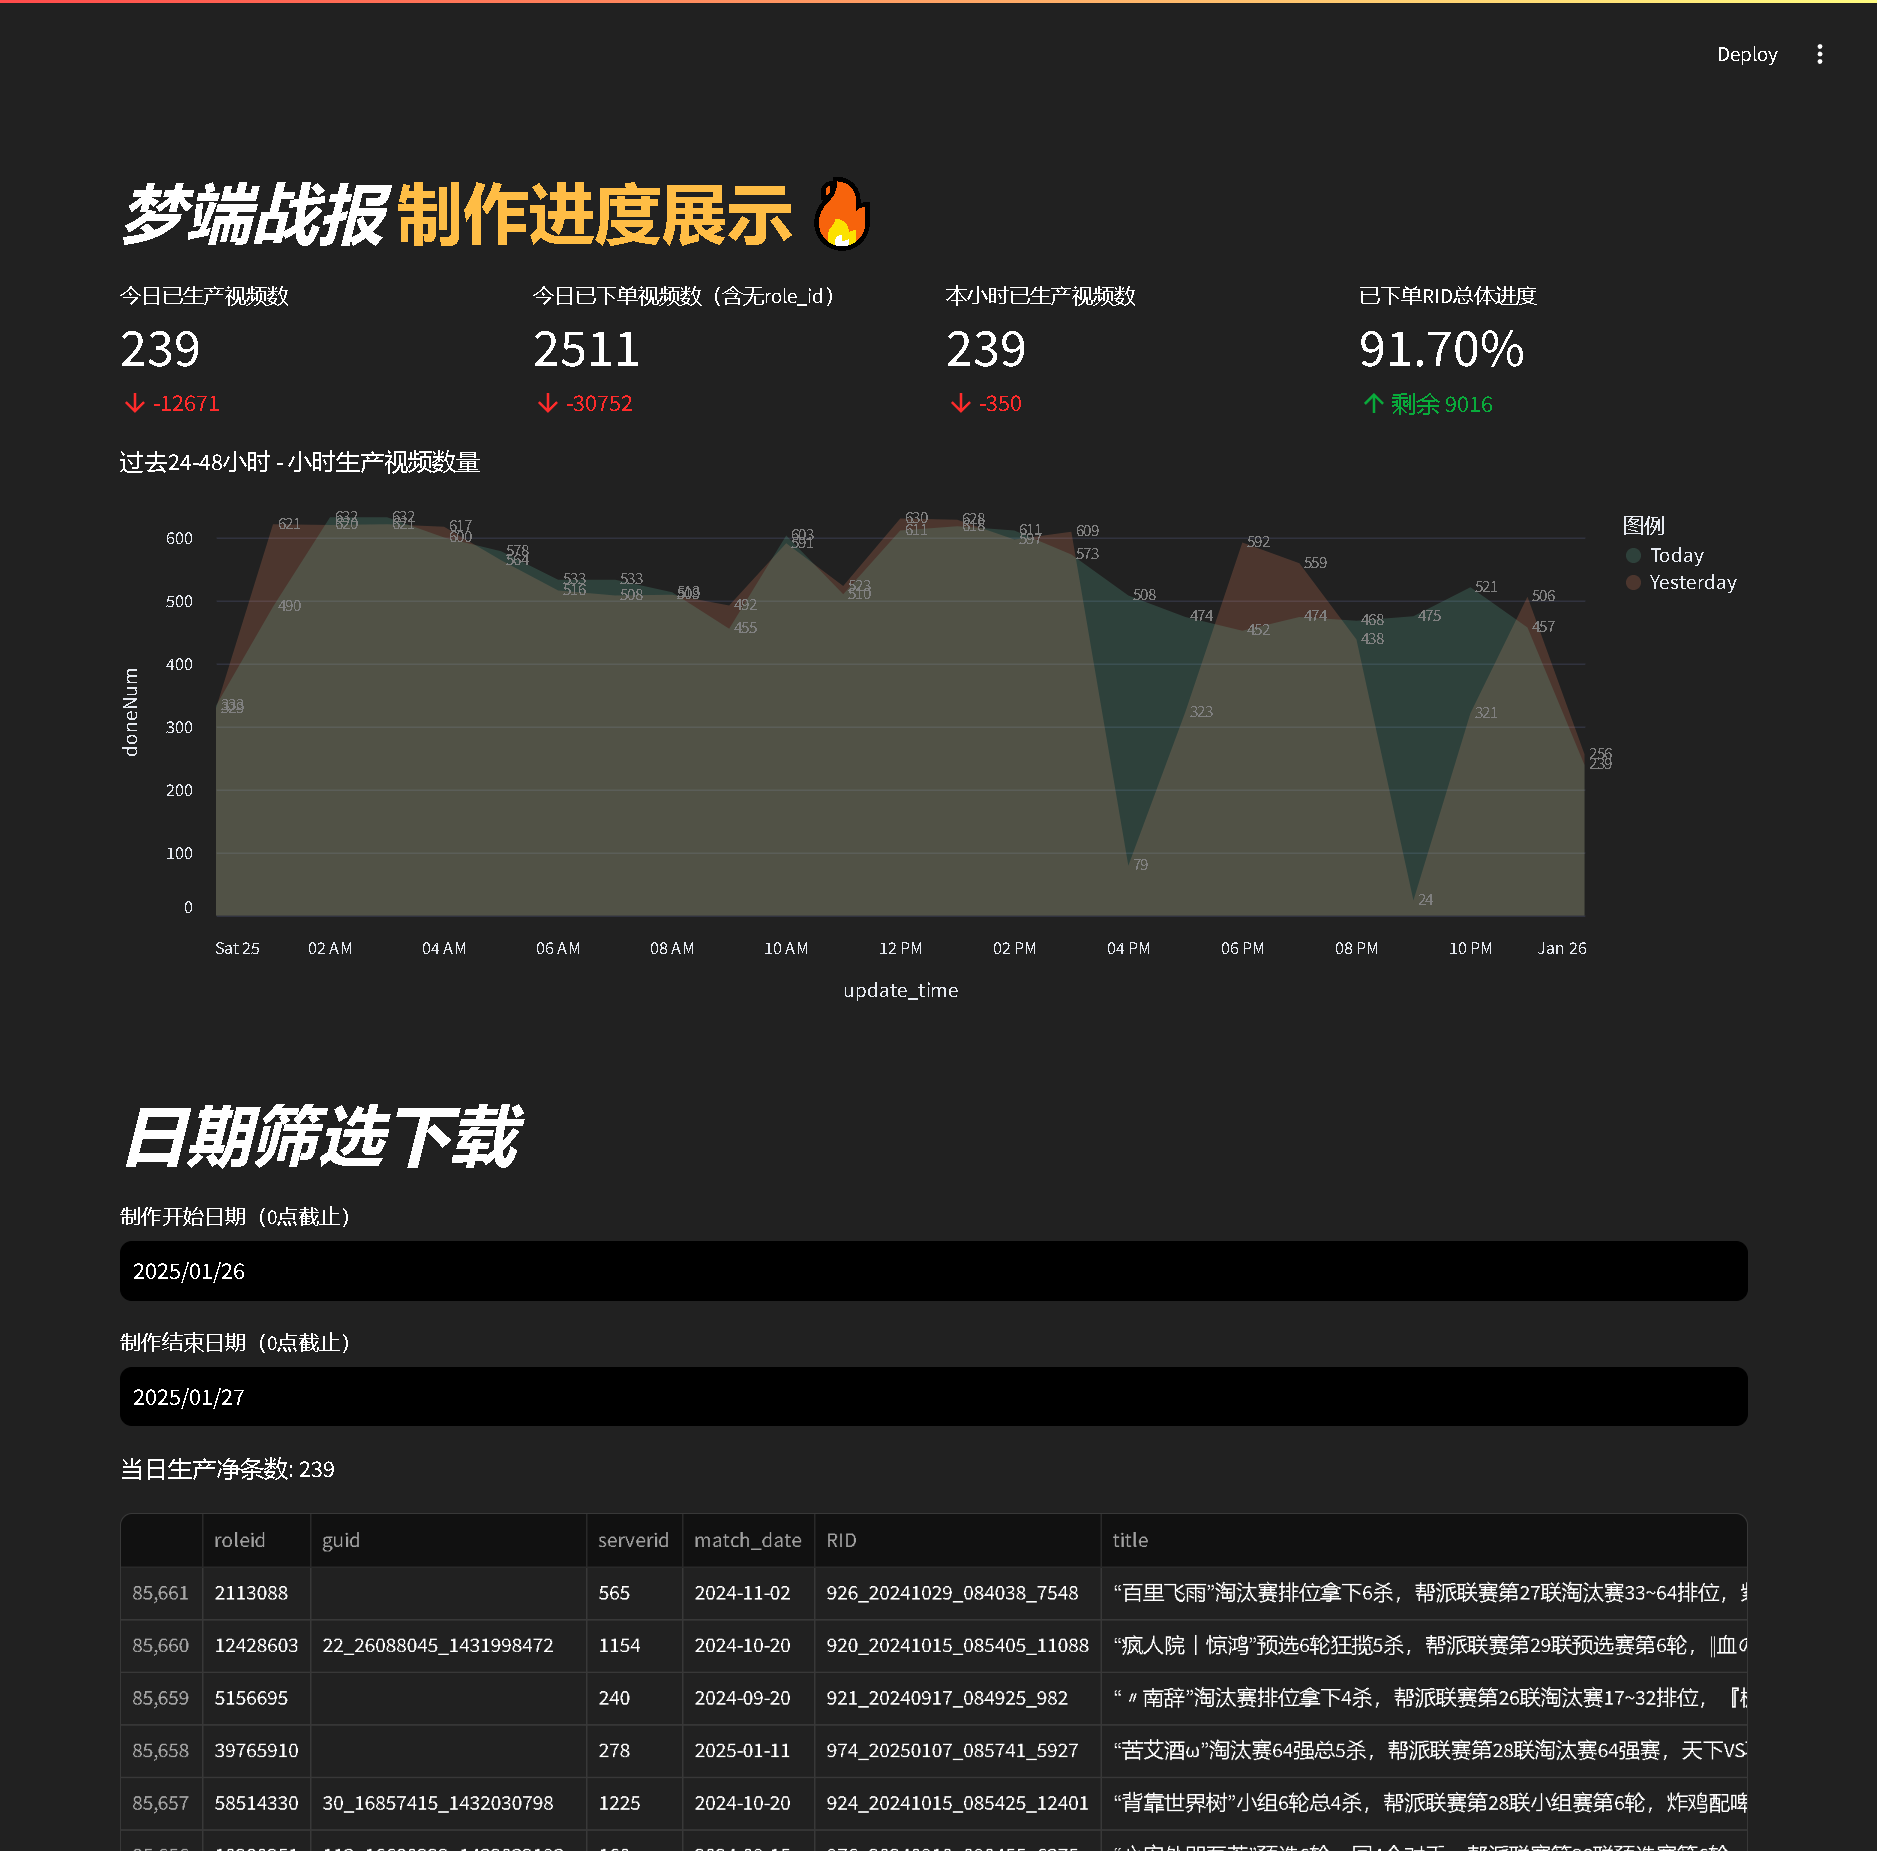 Deploy
梦端战报 制作进度展示
今日已生产视频数
239
-12671
今日已下单视频数（含无role_id）
2511
-30752
本小时已生产视频数
239
-350
已下单RID总体进度
91.70%
剩余 9016
过去24-48小时 - 小时生产视频数量
图例
Today
Yesterday
doneNum
600
500
400
300
200
100
0
621
490
632
620
632
621
617
600
578
564
533
516
533
508
492
455
603
591
523
510
630
611
628
618
611
597
609
573
508
79
474
323
592
452
559
474
468
438
475
24
521
321
506
457
256
239
Sat 25
02 AM
04 AM
06 AM
08 AM
10 AM
12 PM
02 PM
04 PM
06 PM
08 PM
10 PM
Jan 26
update_time
日期筛选下载
制作开始日期（0点截止）
2025/01/26
制作结束日期（0点截止）
2025/01/27
当日生产净条数: 239
roleid guid serverid match_date RID title
85,661 2113088 565 2024-11-02 926_20241029_084038_7548 “百里飞雨”淘汰赛排位拿下6杀，帮派联赛第27联淘汰赛33~64排位，
85,660 12428603 22_26088045_1431998472 1154 2024-10-20 920_20241015_085405_11088 “疯人院丨惊鸿”预选6轮狂揽5杀，帮派联赛第29联预选赛第6轮，‖血
85,659 5156695 240 2024-09-20 921_20240917_084925_982 “〃南辞”淘汰赛排位拿下4杀，帮派联赛第26联淘汰赛17~32排位，『
85,658 39765910 278 2025-01-11 974_20250107_085741_5927 “苦艾酒ω”淘汰赛64强总5杀，帮派联赛第28联淘汰赛64强赛，天下VS
85,657 58514330 30_16857415_1432030798 1225 2024-10-20 924_20241015_085425_12401 “背靠世界树”小组6轮总4杀，帮派联赛第28联小组赛第6轮，炸鸡配啤